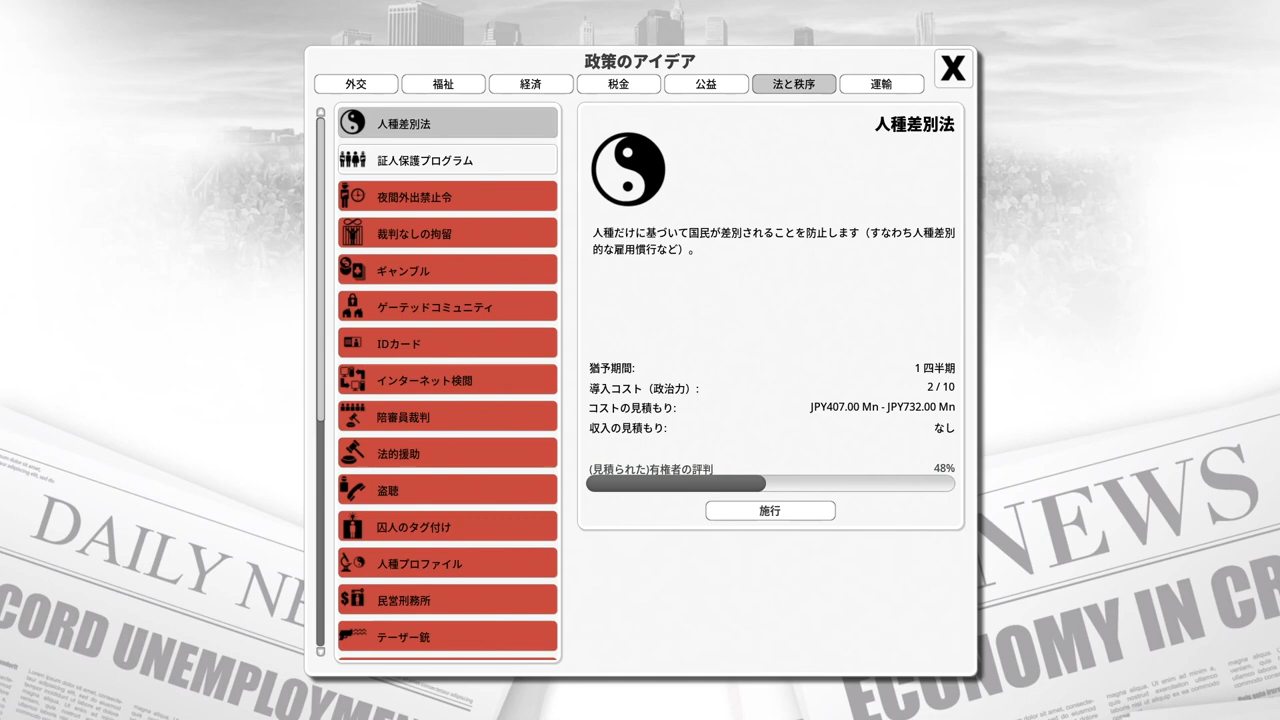 政策のアイデア
X
外交
福祉
経済
税金
公益
法と秩序
運輸
人種差別法
証人保護プログラム
夜間外出禁止令
裁判なしの拘留
ギャンブル
ゲーテッドコミュニティ
IDカード
インターネット検閲
陪審員裁判
法的援助
盗聴
囚人のタグ付け
人種プロファイル
民営刑務所
テーザー銃
人種差別法
人種だけに基づいて国民が差別されることを防止します（すなわち人種差別
的な雇用慣行など）。
猶予期間: 1 四半期
導入コスト（政治力）: 2 / 10
コストの見積もり: JPY407.00 Mn - JPY732.00 Mn
収入の見積もり: なし
(見積られた)有権者の評判 48%
施行
DAILY NE
CORD UNEMPLOYM
NEWS
ECONOMY IN CR